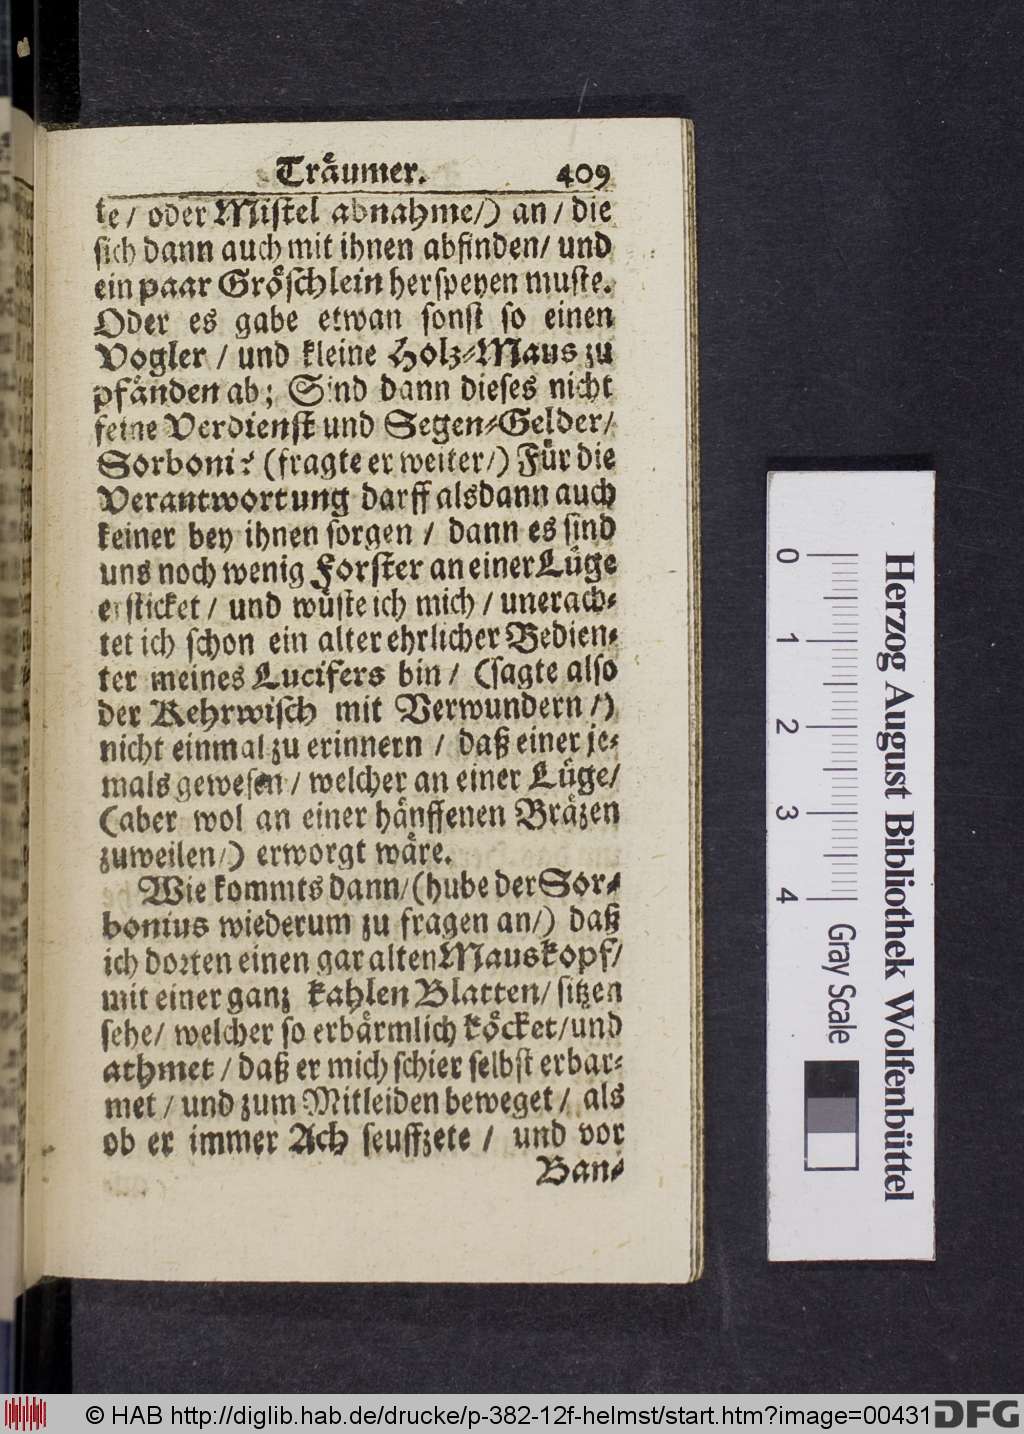 Träumer. 409
te/ oder Mistel abnahme/) an/ die
sich dann auch mit ihnen abfinden/ und
ein paar Gröschlein herspeyen muste.
Oder es gabe etwan sonst so einen
Vogler / und kleine Holz-Maus zu
pfänden ab; Sind dann dieses nicht
feine Verdienst und Segen-Gelder/
Sorboni? (fragte er weiter/) Für die
Verantwortung darff alsdann auch
keiner bey ihnen sorgen / dann es sind
uns noch wenig Forster an einer Lüge
ersticket / und wüste ich mich / unerach-
tet ich schon ein alter ehrlicher Bedien-
ter meines Lucifers bin / (sagte also
der Kehrwisch mit Verwundern /)
nicht einmal zu erinnern / daß einer je-
mals gewesen / welcher an einer Lüge/
(aber wol an einer hänffenen Bräzen
zuweilen/) erworgt wäre.
Wie kommts dann/ (hube der Sor-
bonius wiederum zu fragen an/) daß
ich dorten einen gar alten Mauskopf/
mit einer ganz kahlen Blatten/ sitzen
sehe/ welcher so erbärmlich köcket/ und
athmet / daß er mich schier selbst erbar-
met / und zum Mitleiden beweget / als
ob er immer Ach seuffzete / und vor
Ban-
Herzog August Bibliothek Wolfenbüttel
0 1 2 3 4
Gray Scale
© HAB http://diglib.hab.de/drucke/p-382-12f-helmst/start.htm?image=00431
DFG